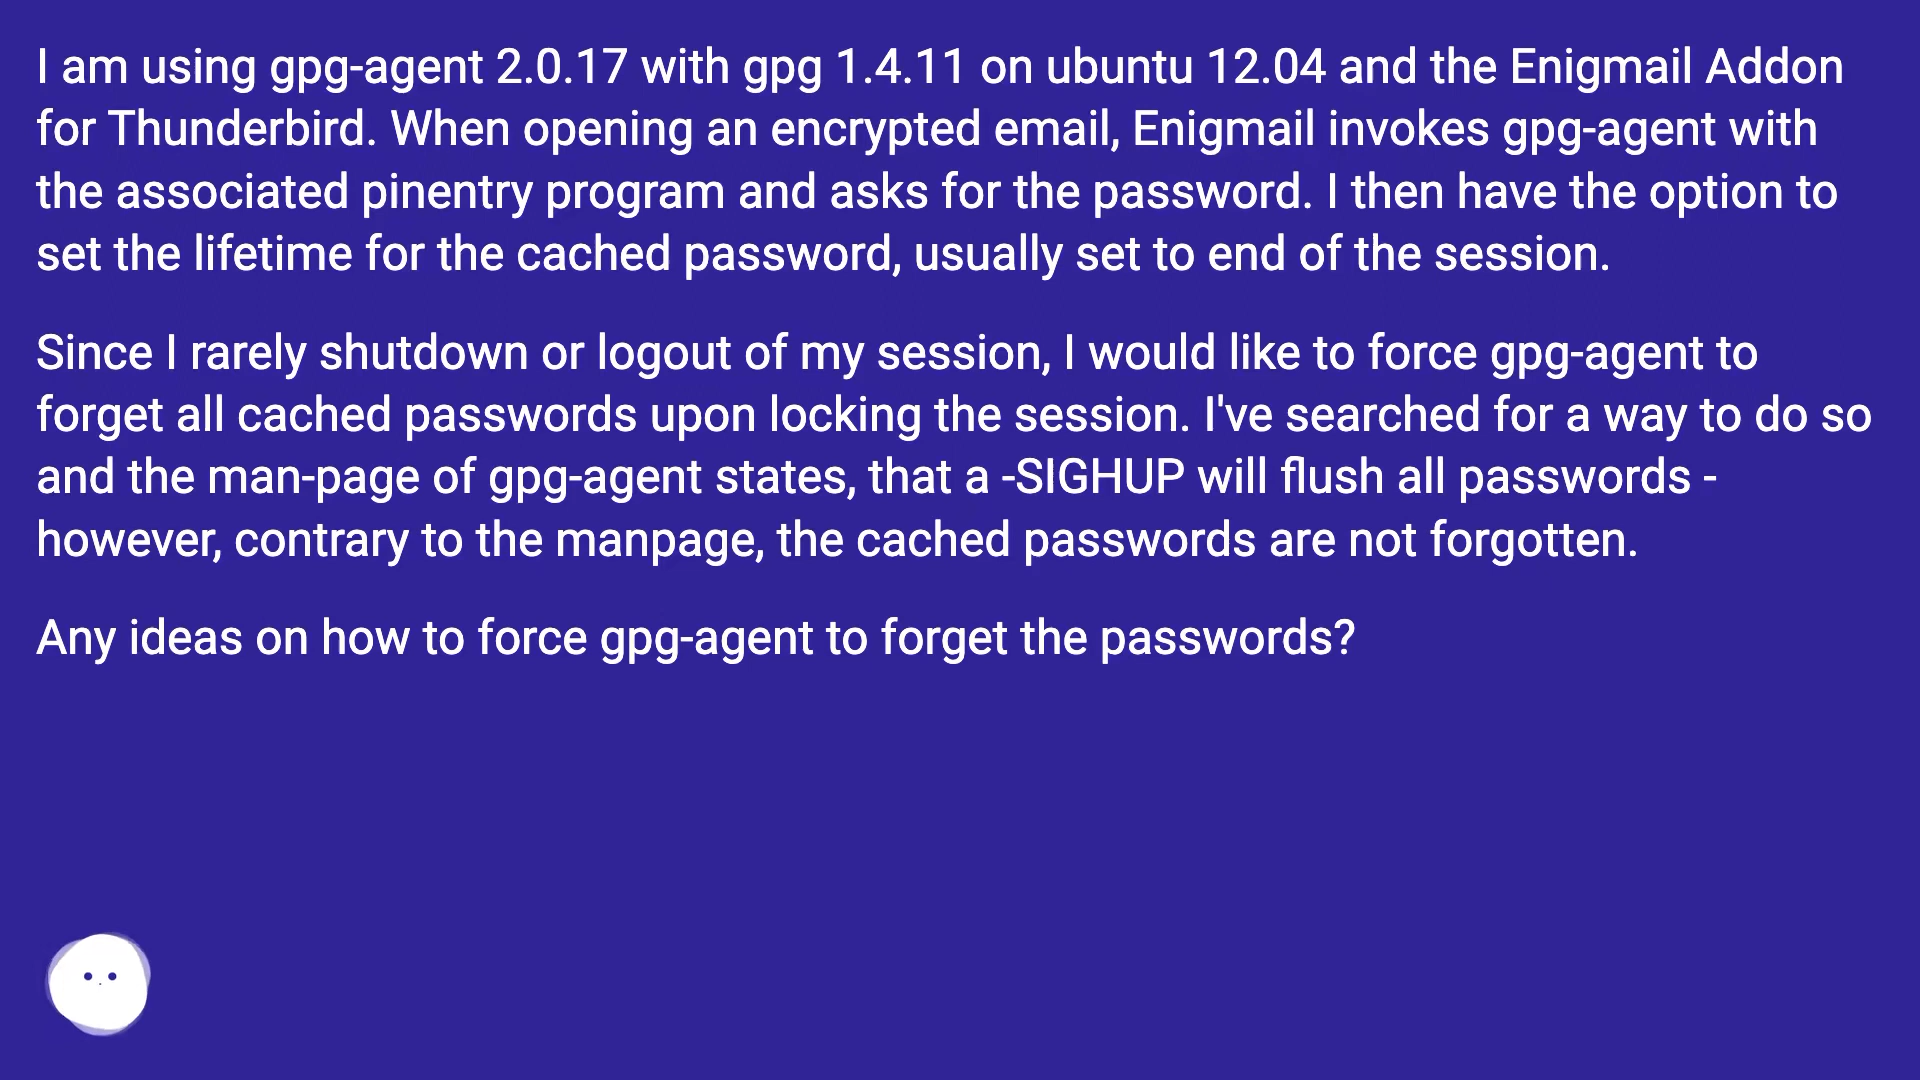 I am using gpg-agent 2.0.17 with gpg 1.4.11 on ubuntu 12.04 and the Enigmail Addon
for Thunderbird. When opening an encrypted email, Enigmail invokes gpg-agent with
the associated pinentry program and asks for the password. I then have the option to
set the lifetime for the cached password, usually set to end of the session.
Since I rarely shutdown or logout of my session, I would like to force gpg-agent to
forget all cached passwords upon locking the session. I've searched for a way to do so
and the man-page of gpg-agent states, that a -SIGHUP will flush all passwords -
however, contrary to the manpage, the cached passwords are not forgotten.
Any ideas on how to force gpg-agent to forget the passwords?